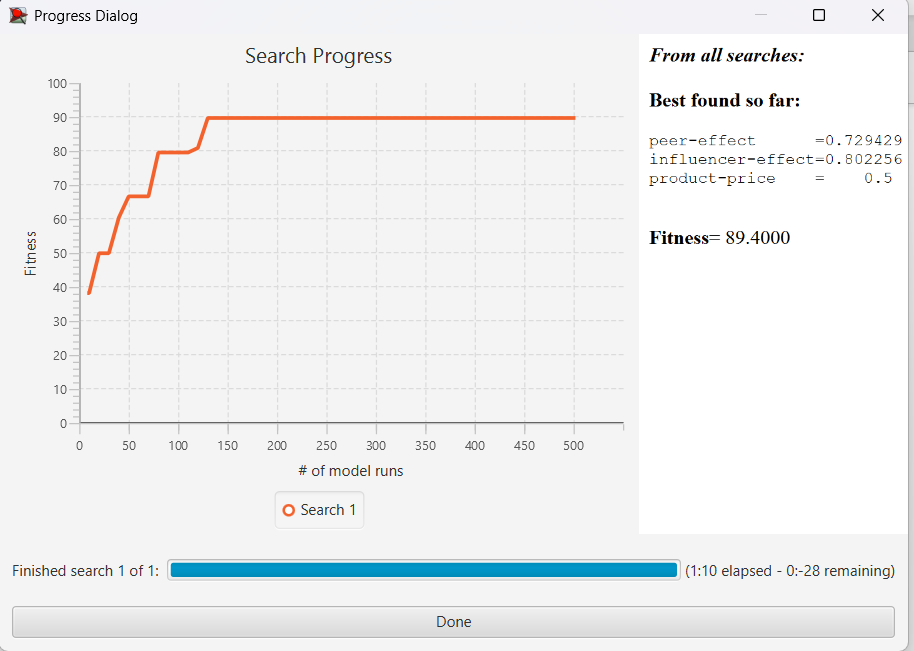 Progress Dialog
Search Progress
100
90
80
70
60
50
40
30
20
10
0
Fitness
0 50 100 150 200 250 300 350 400 450 500
# of model runs
Search 1
From all searches:
Best found so far:
peer-effect =0.729429
influencer-effect=0.802256
product-price = 0.5
Fitness= 89.4000
Finished search 1 of 1: (1:10 elapsed - 0:-28 remaining)
Done